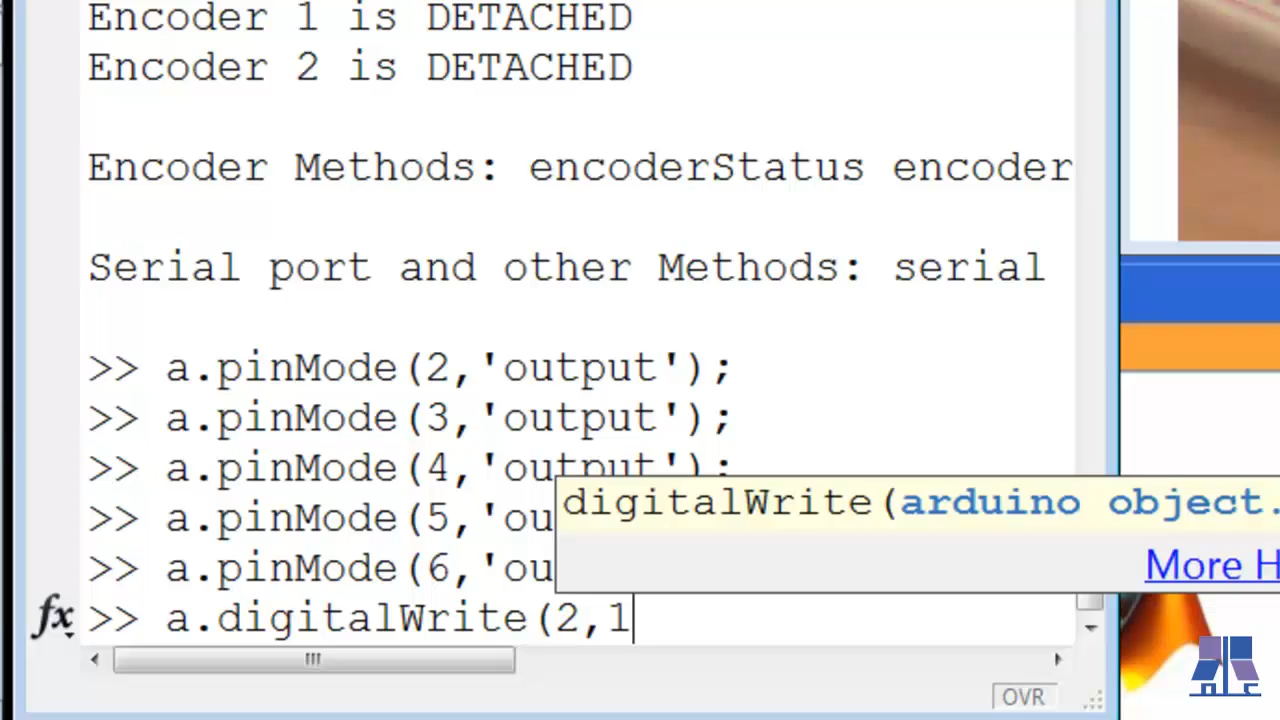 Encoder 1 is DETACHED
Encoder 2 is DETACHED
Encoder Methods: encoderStatus encoder
Serial port and other Methods: serial
>> a.pinMode(2,'output');
>> a.pinMode(3,'output');
>> a.pinMode(4,'output');
>> a.pinMode(5,'ou
>> a.pinMode(6,'ou
digitalWrite(arduino object.
More H
fx >> a.digitalWrite(2,1
OVR